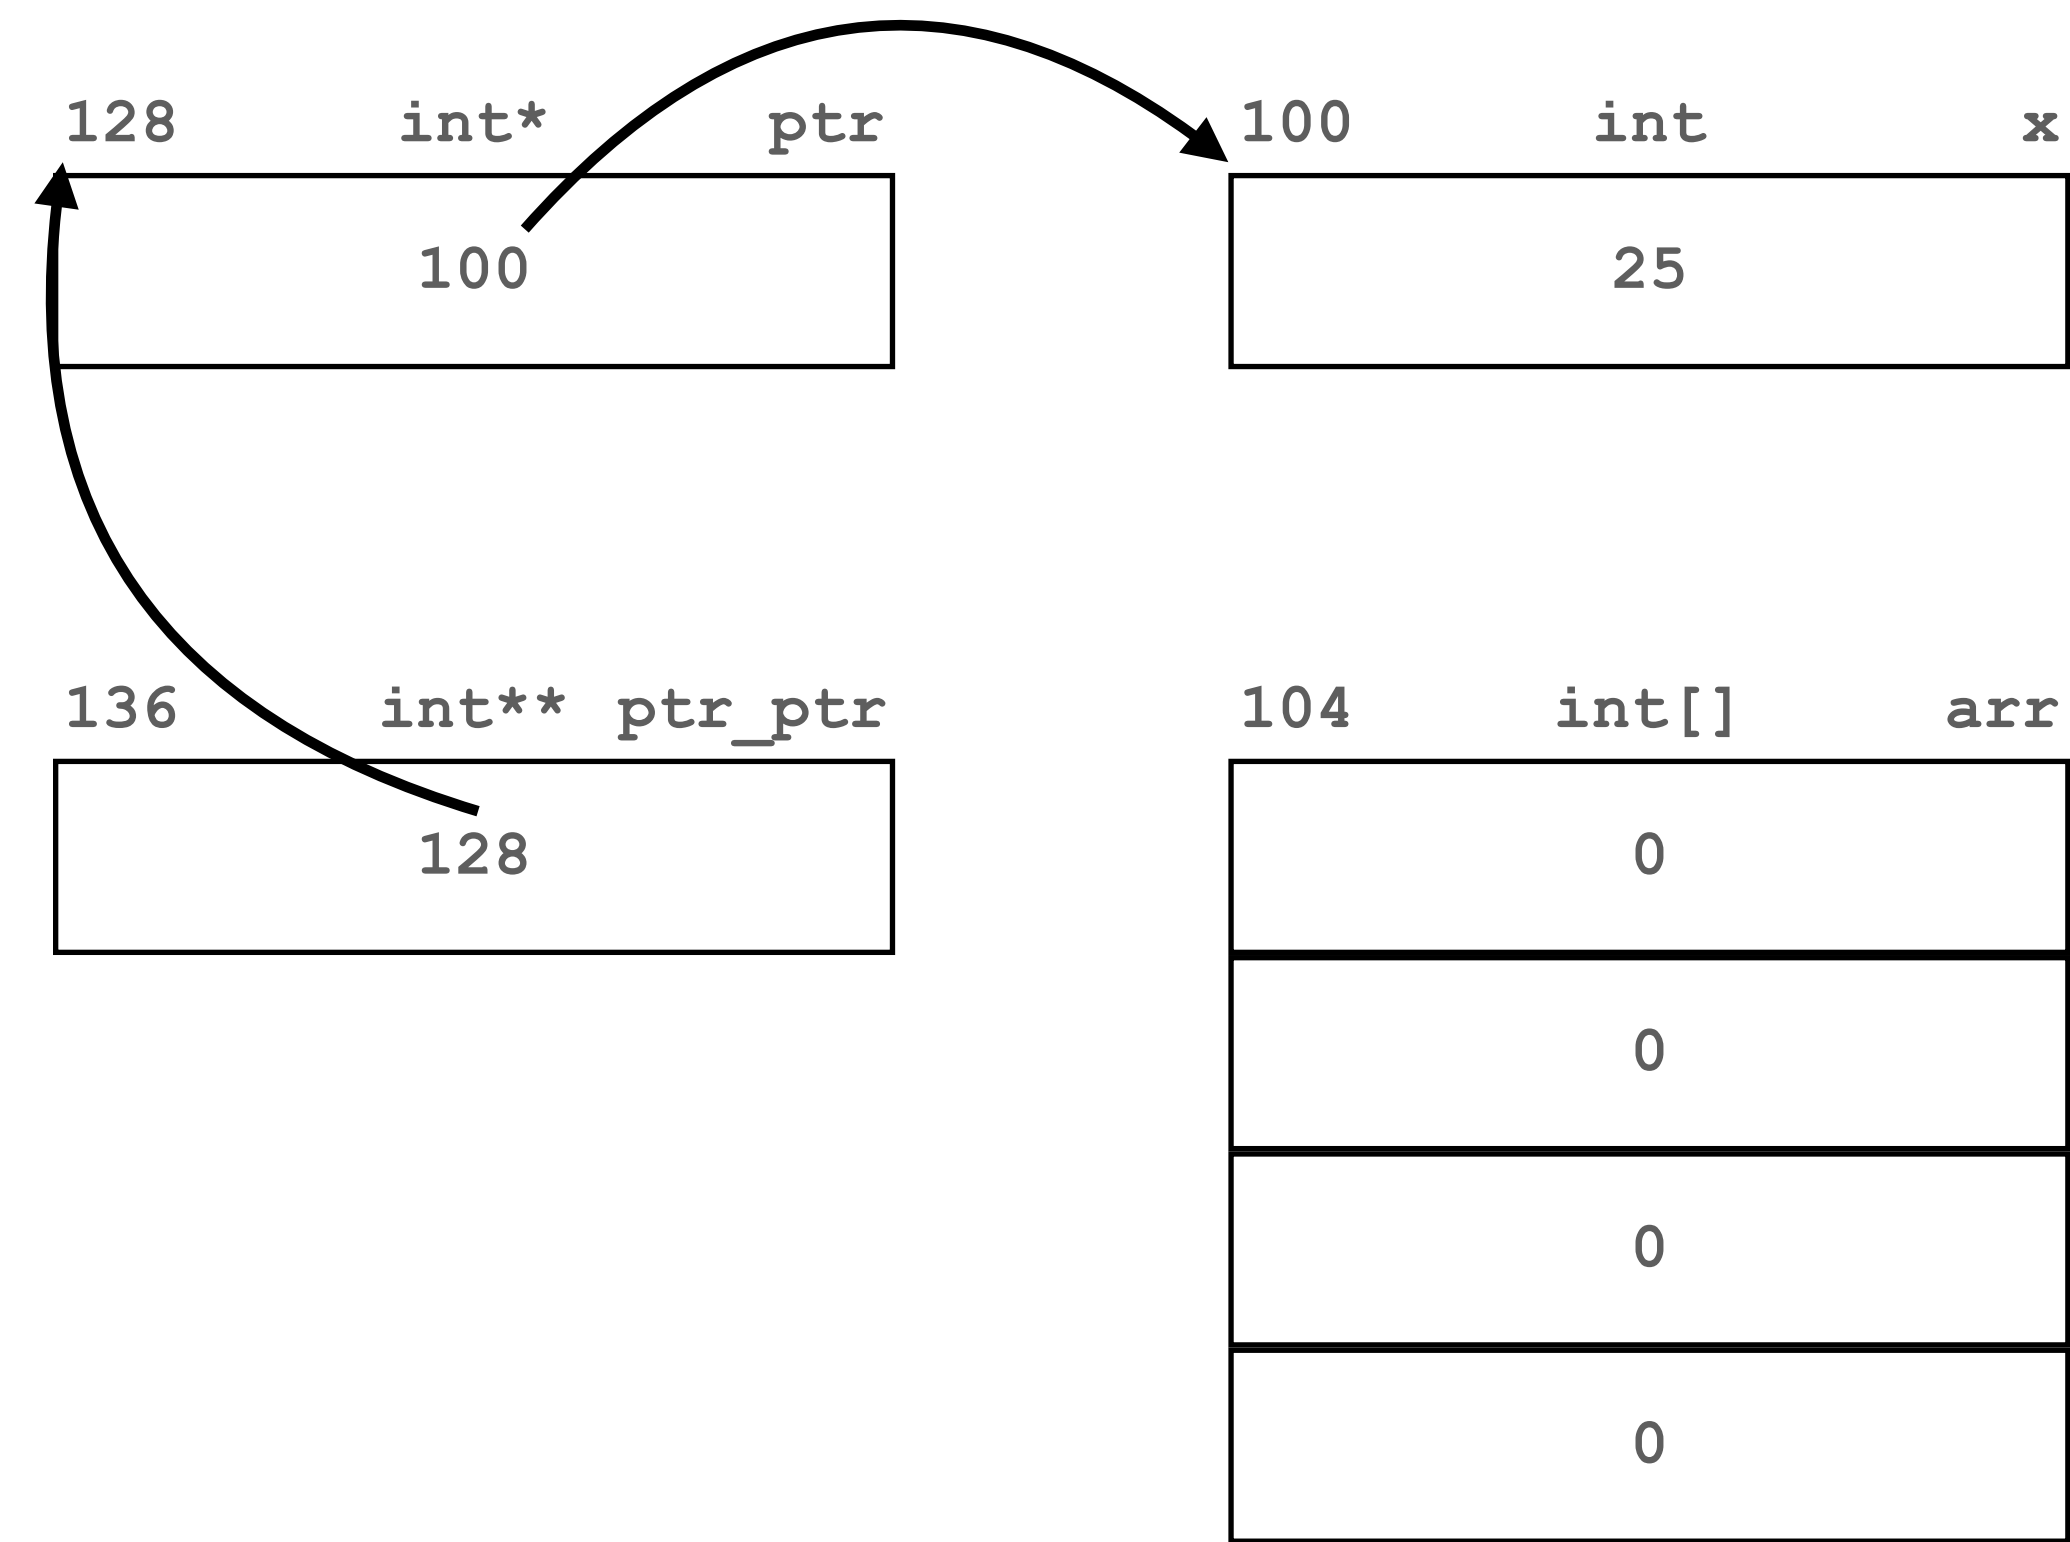 128 int* ptr
100
100 int x
25
136 int** ptr_ptr
128
104 int[] arr
0
0
0
0